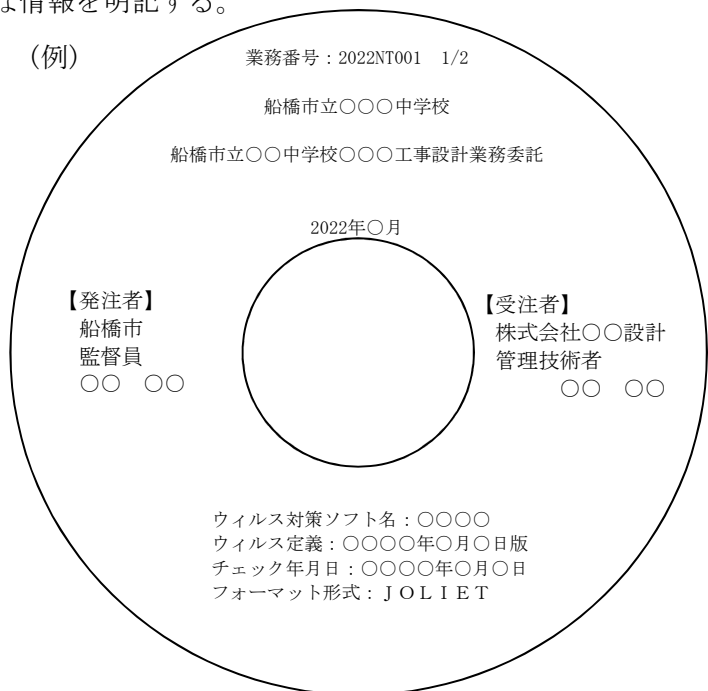 な情報を明記する。
（例）
業務番号：2022NT001　1/2
船橋市立○○○中学校
船橋市立○○中学校○○○工事設計業務委託
2022年○月
【発注者】
船橋市
監督員
○○　○○
【受注者】
株式会社○○設計
管理技術者
○○　○○
ウィルス対策ソフト名：○○○○
ウィルス定義：○○○○年○月○日版
チェック年月日：○○○○年○月○日
フォーマット形式：ＪＯＬＩＥＴ